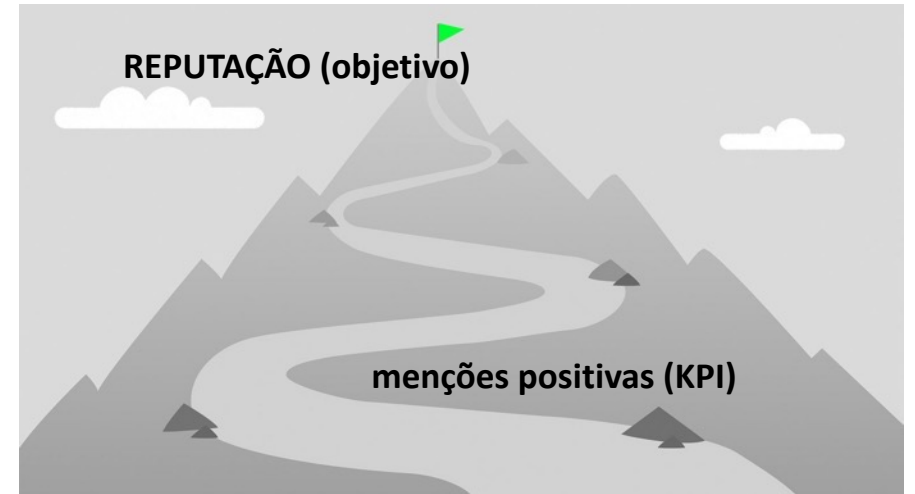 REPUTAÇÃO (objetivo)
menções positivas (KPI)